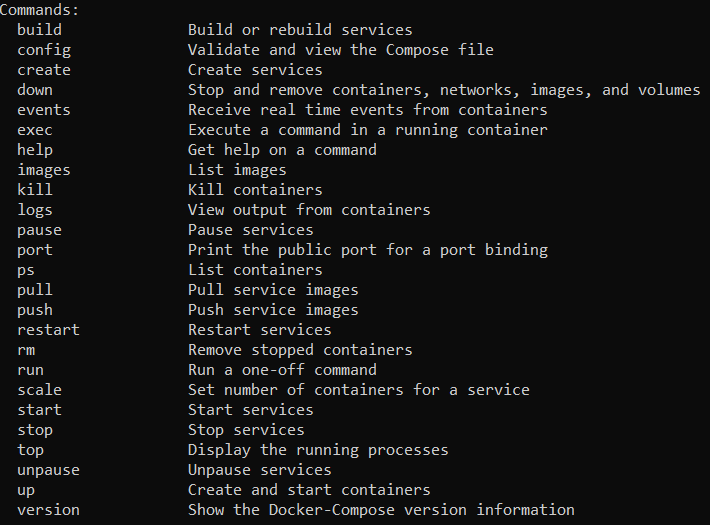 Commands:
  build              Build or rebuild services
  config             Validate and view the Compose file
  create             Create services
  down               Stop and remove containers, networks, images, and volumes
  events             Receive real time events from containers
  exec               Execute a command in a running container
  help               Get help on a command
  images             List images
  kill               Kill containers
  logs               View output from containers
  pause              Pause services
  port               Print the public port for a port binding
  ps                 List containers
  pull               Pull service images
  push               Push service images
  restart            Restart services
  rm                 Remove stopped containers
  run                Run a one-off command
  scale              Set number of containers for a service
  start              Start services
  stop               Stop services
  top                Display the running processes
  unpause            Unpause services
  up                 Create and start containers
  version            Show the Docker-Compose version information